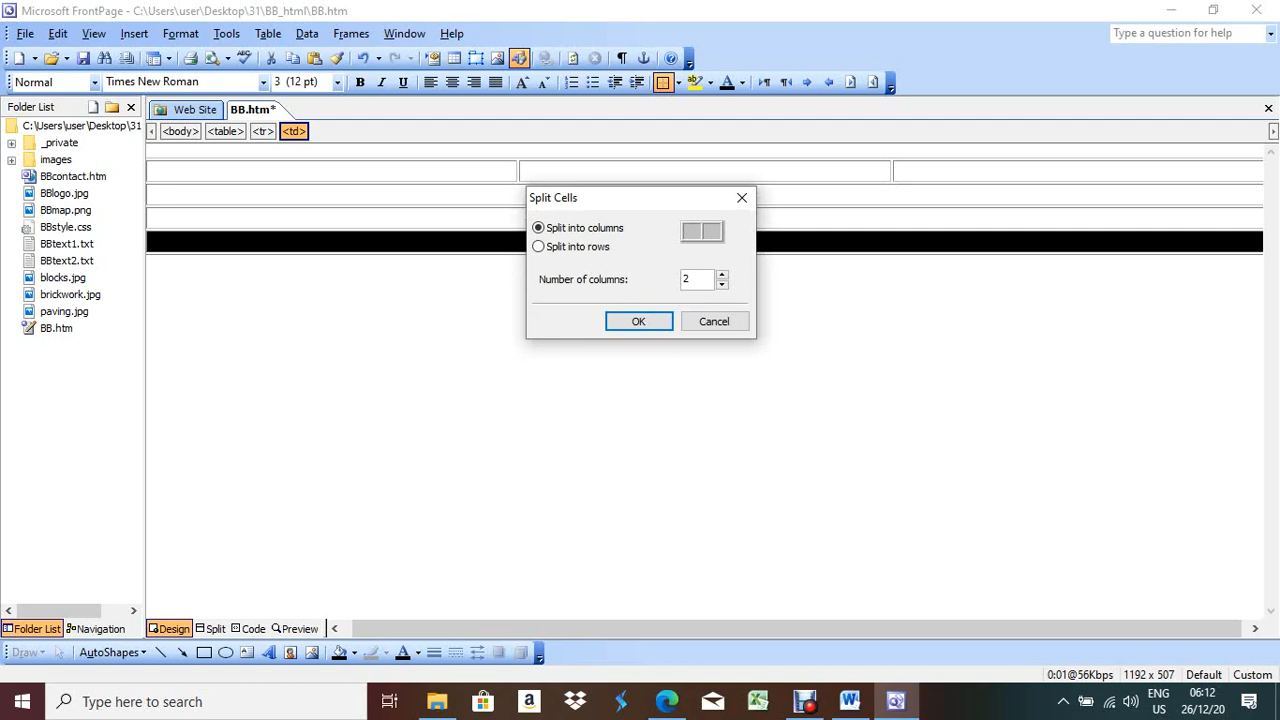 Microsoft FrontPage - C:\Users\user\Desktop\31\BB_html\BB.htm
File Edit View Insert Format Tools Table Data Frames Window Help
Type a question for help
Normal Times New Roman 3 (12 pt) B I U
Folder List Web Site BB.htm*
C:\Users\user\Desktop\31
<body> <table> <tr> <td>
_private
images
BBcontact.htm
BBlogo.jpg
BBmap.png
BBstyle.css
BBtext1.txt
BBtext2.txt
blocks.jpg
brickwork.jpg
paving.jpg
BB.htm
Split Cells
Split into columns
Split into rows
Number of columns: 2
OK Cancel
Folder List Navigation Design Split Code Preview
Draw AutoShapes
0:01@56Kbps 1192 x 507 Default Custom
Type here to search
ENG 06:12
US 26/12/20